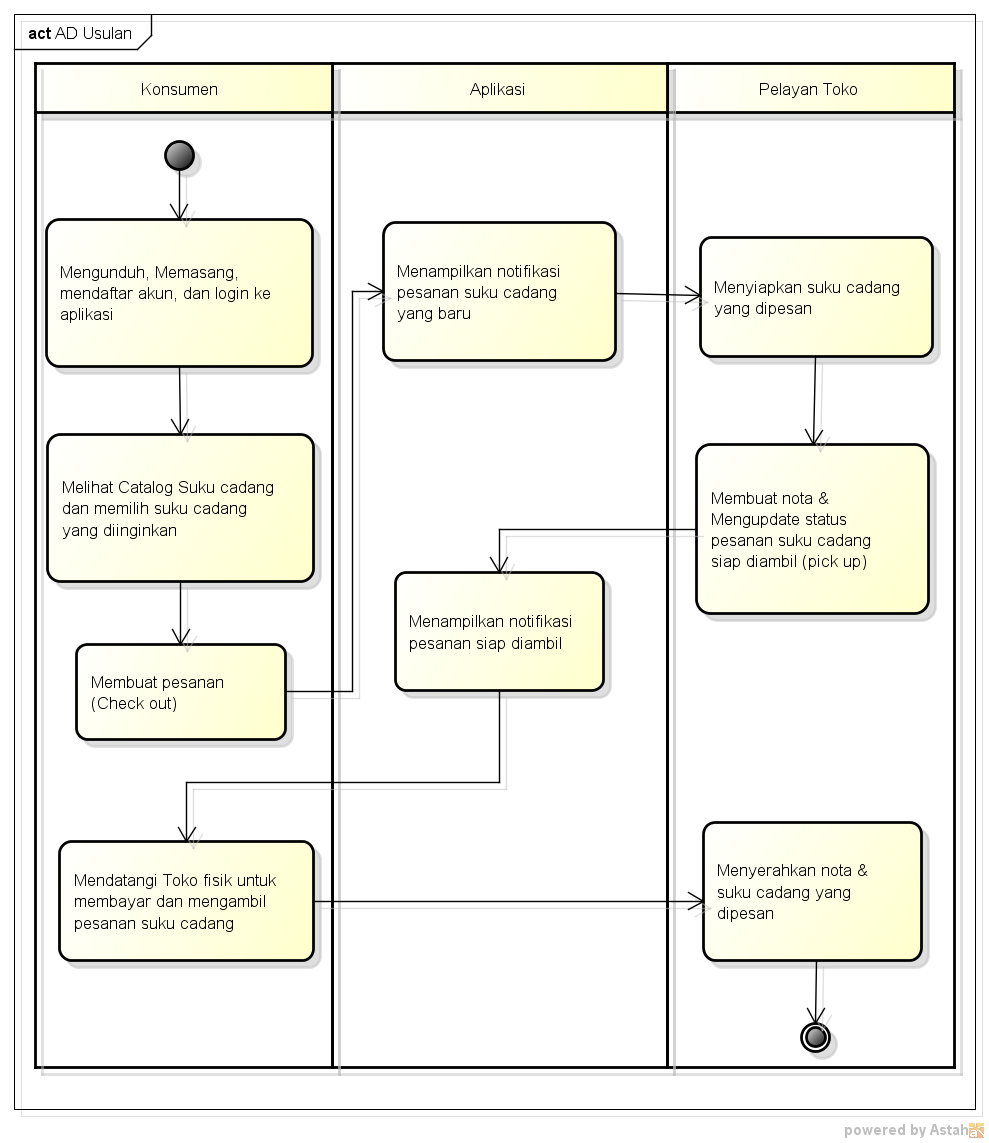 act AD Usulan
Konsumen
Aplikasi
Pelayan Toko
Mengunduh, Memasang,
mendaftar akun, dan login ke
aplikasi
Menampilkan notifikasi
pesanan suku cadang
yang baru
Menyiapkan suku cadang
yang dipesan
Melihat Catalog Suku cadang
dan memilih suku cadang
yang diinginkan
Membuat nota &
Mengupdate status
pesanan suku cadang
siap diambil (pick up)
Menampilkan notifikasi
pesanan siap diambil
Membuat pesanan
(Check out)
Mendatangi Toko fisik untuk
membayar dan mengambil
pesanan suku cadang
Menyerahkan nota &
suku cadang yang
dipesan
powered by Astah